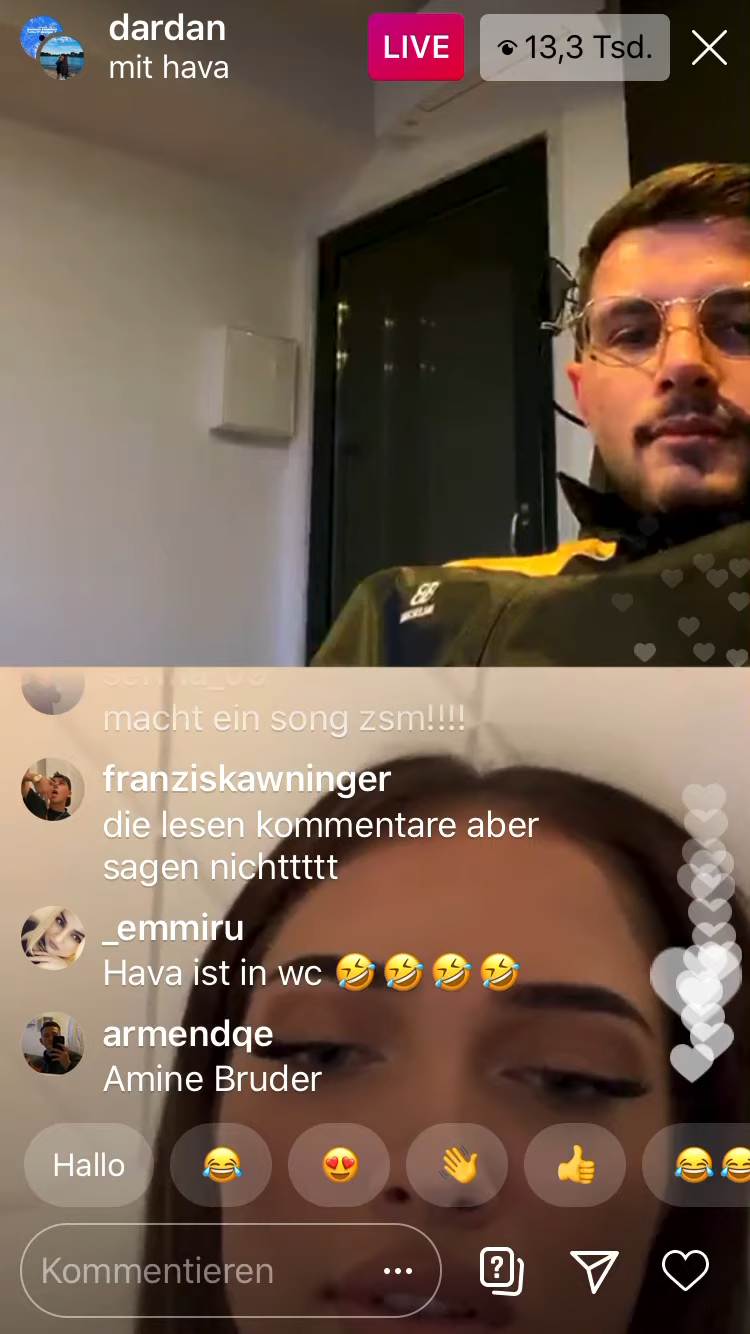 dardan
mit hava
LIVE
13,3 Tsd.
macht ein song zsm!!!!
franziskawninger
die lesen kommentare aber
sagen nichttttt
_emmiru
Hava ist in wc 🤣🤣🤣🤣
armendqe
Amine Bruder
Hallo 😂 😍 👋 👍 😂😂
Kommentieren